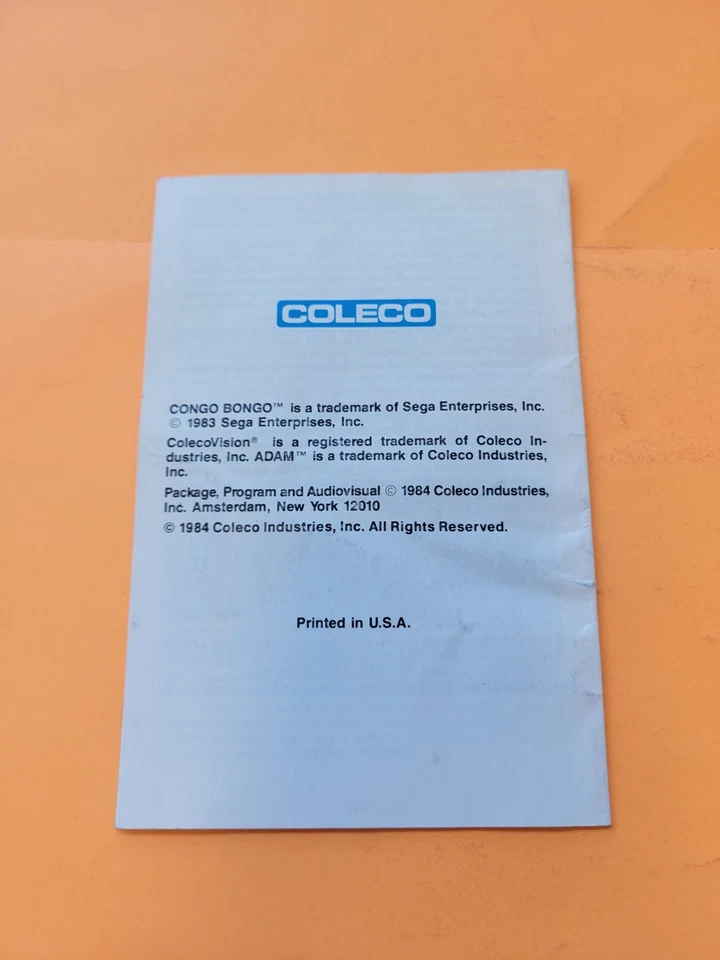 COLECO
CONGO BONGO™ is a trademark of Sega Enterprises, Inc.
© 1983 Sega Enterprises, Inc.
ColecoVision® is a registered trademark of Coleco In-
dustries, Inc. ADAM™ is a trademark of Coleco Industries,
Inc.
Package, Program and Audiovisual © 1984 Coleco Industries,
Inc. Amsterdam, New York 12010
© 1984 Coleco Industries, Inc. All Rights Reserved.
Printed in U.S.A.